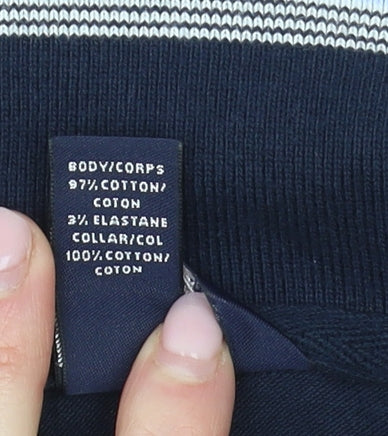 BODY/CORPS
97% COTTON/
COTON
3% ELASTANE
COLLAR/COL
100% COTTON/
COTON